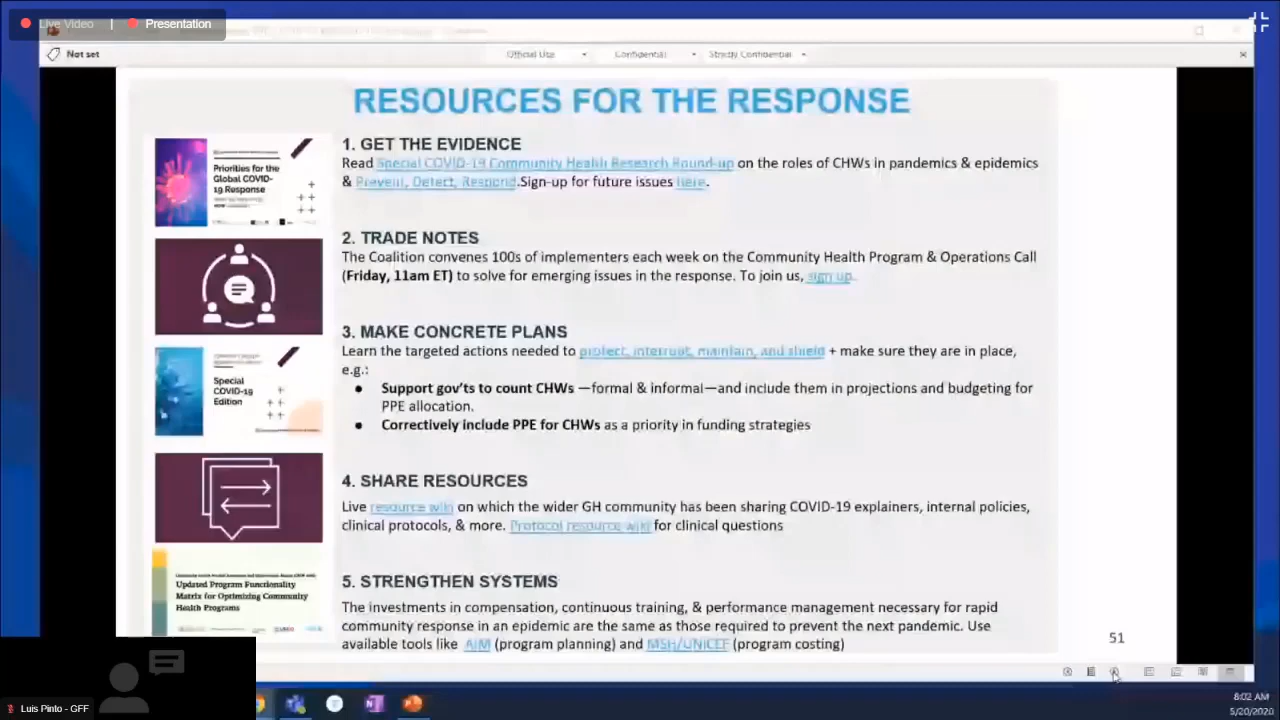 Live Video | Presentation
Not set
Official Use
Confidential
Strictly Confidential
RESOURCES FOR THE RESPONSE
Priorities for the
Global COVID-
19 Response
1. GET THE EVIDENCE
Read Special COVID-19 Community Health Research Round-up on the roles of CHWs in pandemics & epidemics
& Prevent, Detect, Respond.Sign-up for future issues here.
2. TRADE NOTES
The Coalition convenes 100s of implementers each week on the Community Health Program & Operations Call
(Friday, 11am ET) to solve for emerging issues in the response. To join us, sign up.
Special
COVID-19
Edition
3. MAKE CONCRETE PLANS
Learn the targeted actions needed to protect, interrupt, maintain, and shield + make sure they are in place,
e.g.:
● Support gov'ts to count CHWs —formal & informal—and include them in projections and budgeting for
PPE allocation.
● Correctively include PPE for CHWs as a priority in funding strategies
4. SHARE RESOURCES
Live resource wiki on which the wider GH community has been sharing COVID-19 explainers, internal policies,
clinical protocols, & more. Protocol resource wiki for clinical questions
Updated Program Functionality
Matrix for Optimizing Community
Health Programs
5. STRENGTHEN SYSTEMS
The investments in compensation, continuous training, & performance management necessary for rapid
community response in an epidemic are the same as those required to prevent the next pandemic. Use
available tools like AIM (program planning) and MSH/UNICEF (program costing)
51
Luis Pinto - GFF
8:02 AM
5/20/2020